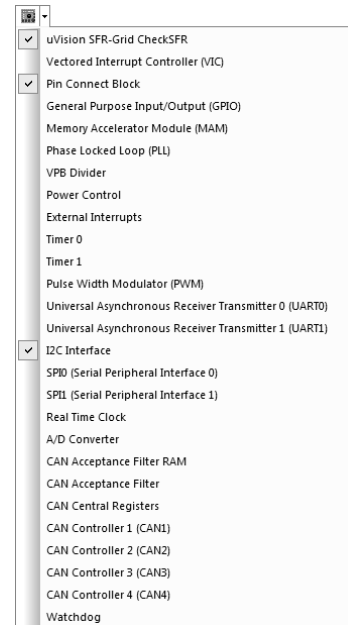 uVision SFR-Grid CheckSFR
Vectored Interrupt Controller (VIC)
Pin Connect Block
General Purpose Input/Output (GPIO)
Memory Accelerator Module (MAM)
Phase Locked Loop (PLL)
VPB Divider
Power Control
External Interrupts
Timer 0
Timer 1
Pulse Width Modulator (PWM)
Universal Asynchronous Receiver Transmitter 0 (UART0)
Universal Asynchronous Receiver Transmitter 1 (UART1)
I2C Interface
SPI0 (Serial Peripheral Interface 0)
SPI1 (Serial Peripheral Interface 1)
Real Time Clock
A/D Converter
CAN Acceptance Filter RAM
CAN Acceptance Filter
CAN Central Registers
CAN Controller 1 (CAN1)
CAN Controller 2 (CAN2)
CAN Controller 3 (CAN3)
CAN Controller 4 (CAN4)
Watchdog